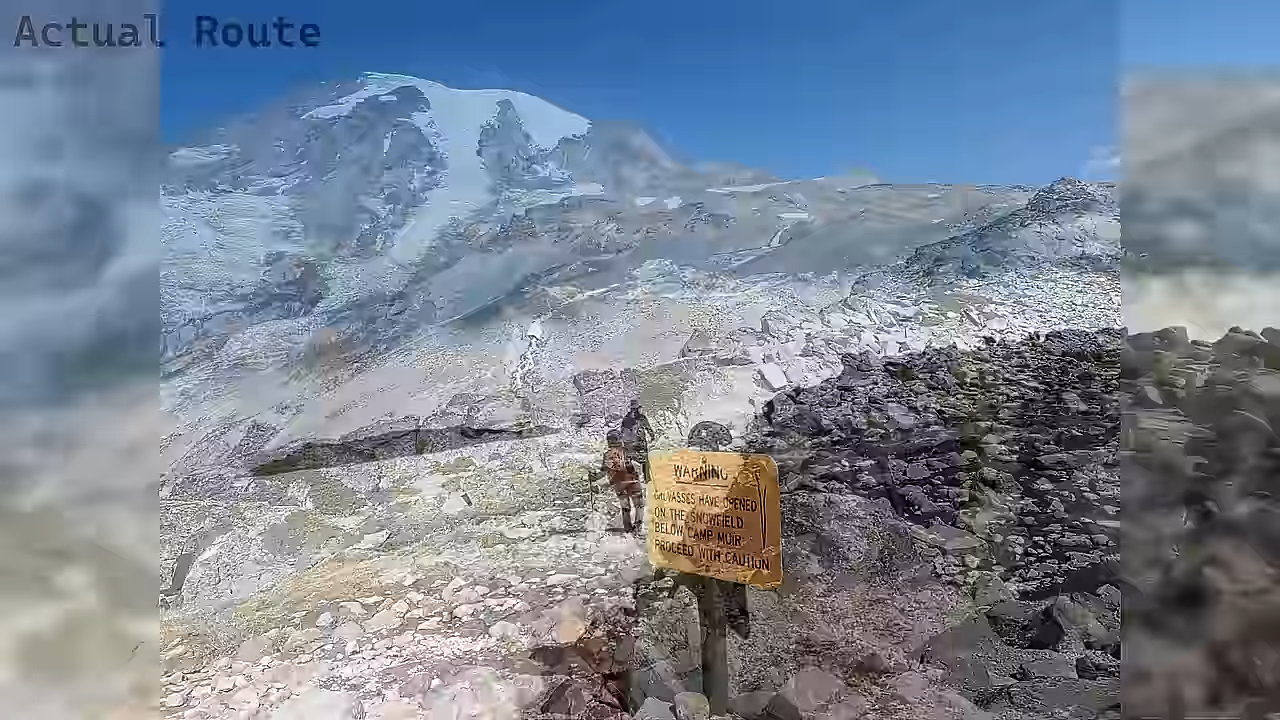 Actual Route
WARNING
CREVASSES HAVE OPENED
ON THE SNOWFIELD
BELOW CAMP MUIR
PROCEED WITH CAUTION